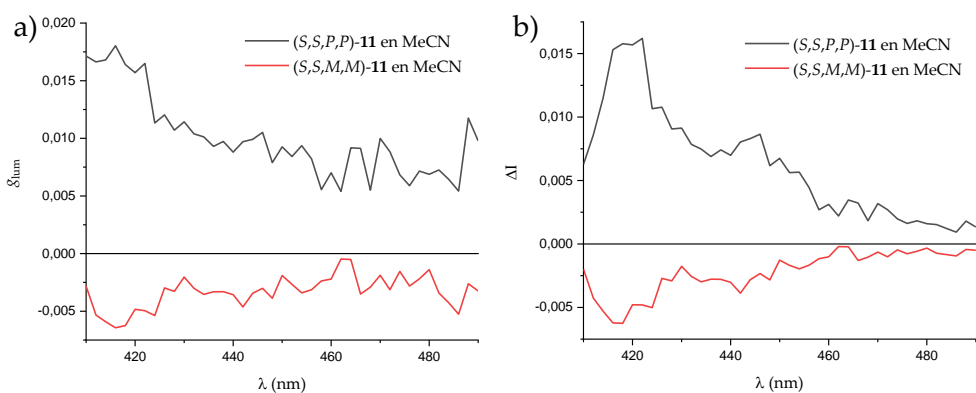 a)
0,020
0,015
0,010
0,005
0,000
-0,005
glum
420
440
460
480
λ (nm)
(S,S,P,P)-11 en MeCN
(S,S,M,M)-11 en MeCN
b)
0,015
0,010
0,005
0,000
-0,005
ΔI
420
440
460
480
λ (nm)
(S,S,P,P)-11 en MeCN
(S,S,M,M)-11 en MeCN